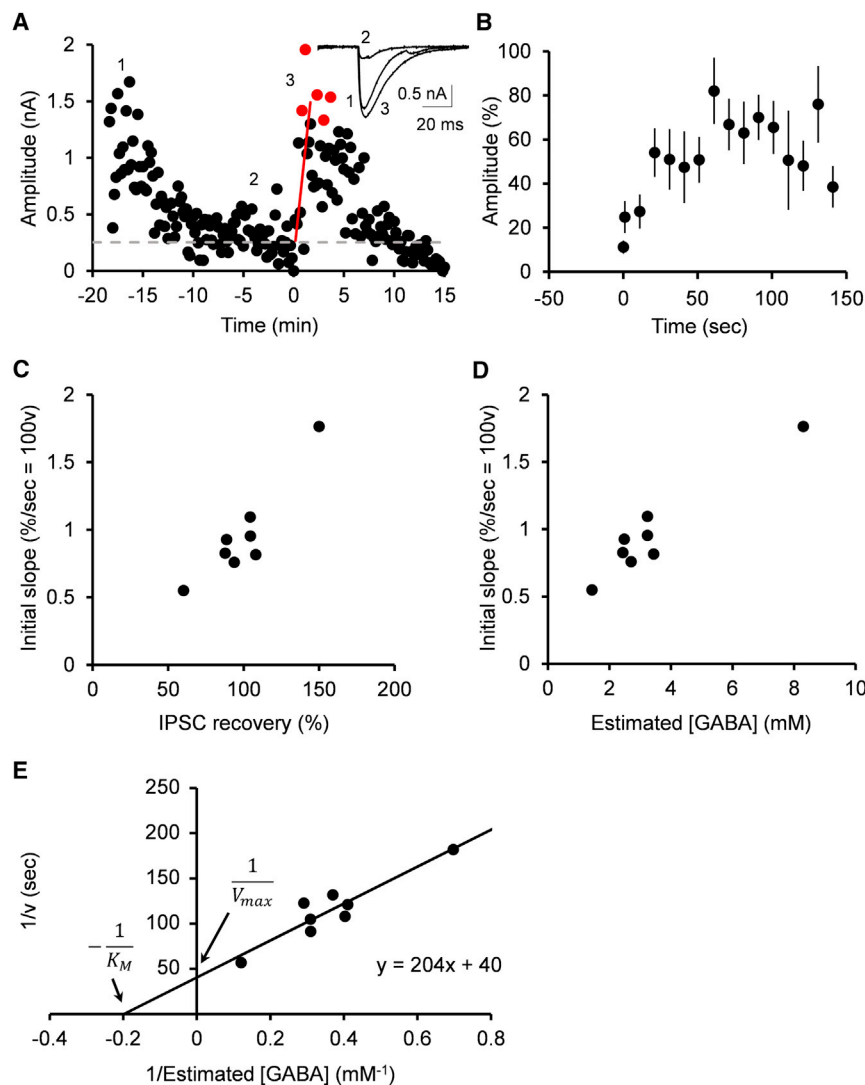 A
Amplitude (nA)
2
1.5
1
0.5
0
-20 -15 -10 -5 0 5 10 15
Time (min)
1
2
3
2
1
3
0.5 nA
20 ms
B
Amplitude (%)
100
80
60
40
20
0
-50 0 50 100 150
Time (sec)
C
Initial slope (%/sec = 100v)
2
1.5
1
0.5
0
0 50 100 150 200
IPSC recovery (%)
D
Initial slope (%/sec = 100v)
2
1.5
1
0.5
0
0 2 4 6 8 10
Estimated [GABA] (mM)
E
1/v (sec)
250
200
150
100
50
1
V_max
- 1
K_M
y = 204x + 40
-0.4 -0.2 0 0.2 0.4 0.6 0.8
1/Estimated [GABA] (mM⁻¹)